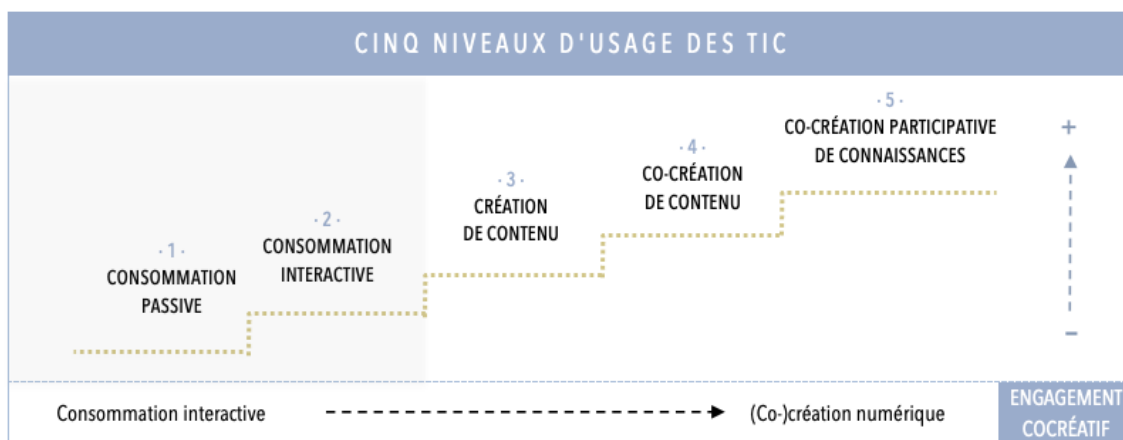 CINQ NIVEAUX D'USAGE DES TIC
· 1 ·
CONSOMMATION
PASSIVE
· 2 ·
CONSOMMATION
INTERACTIVE
· 3 ·
CRÉATION
DE CONTENU
· 4 ·
CO-CRÉATION
DE CONTENU
· 5 ·
CO-CRÉATION PARTICIPATIVE
DE CONNAISSANCES
+
–
Consommation interactive
(Co-)création numérique
ENGAGEMENT
COCRÉATIF